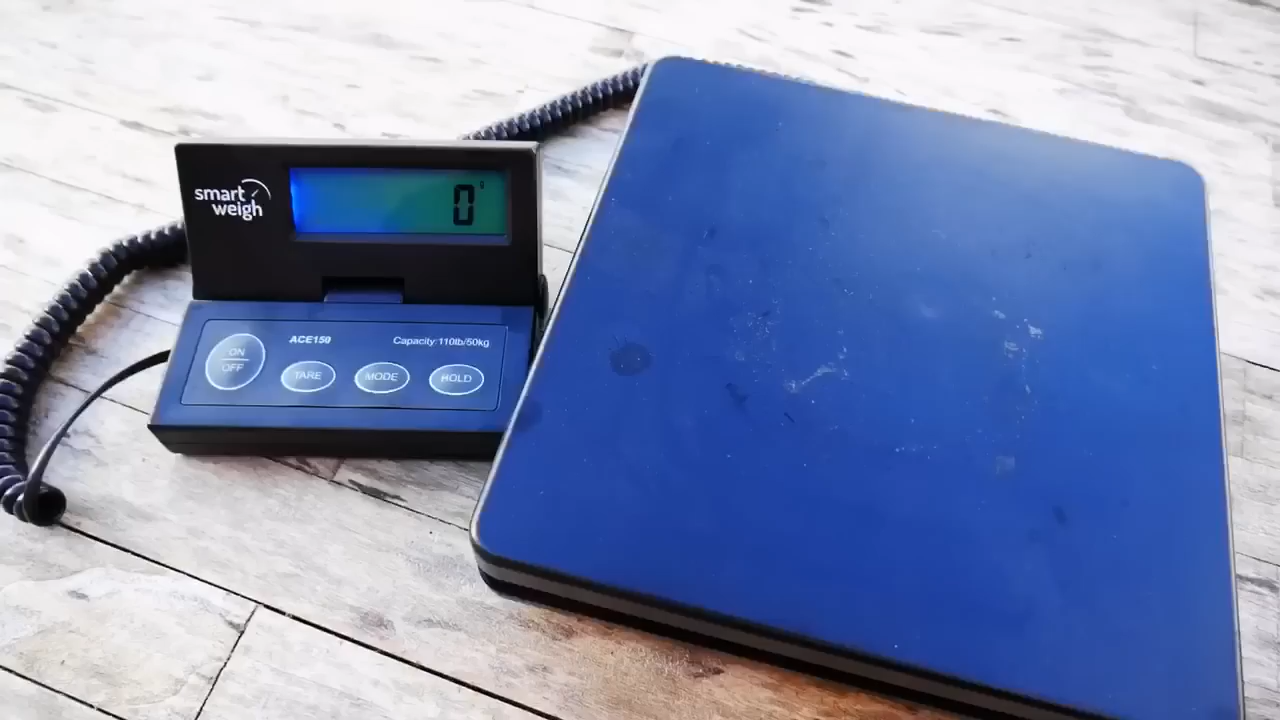 smart
weigh
0 g
ACE150
Capacity:110lb/50kg
ON
OFF
TARE
MODE
HOLD